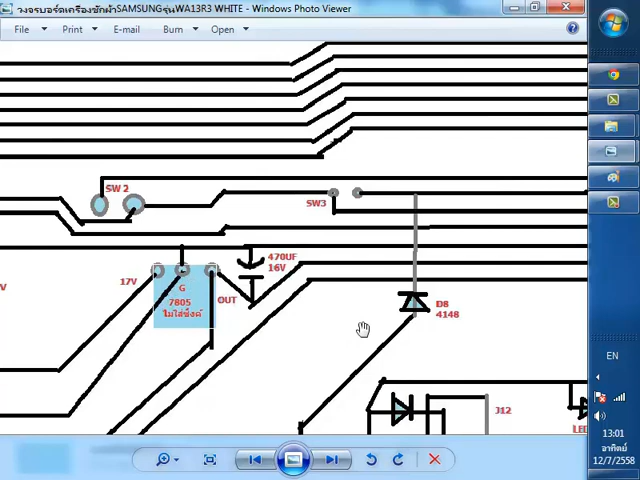 วงจรบอร์ดเครื่องซักผ้าSAMSUNGรุ่นWA13R3 WHITE - Windows Photo Viewer
File Print E-mail Burn Open
SW 2
SW3
470UF
16V
17V
G
7805
ไม่ใส่ซิ้งค์
OUT
D8
4148
J12
LED
V
EN
13:01
อาทิตย์
12/7/2558